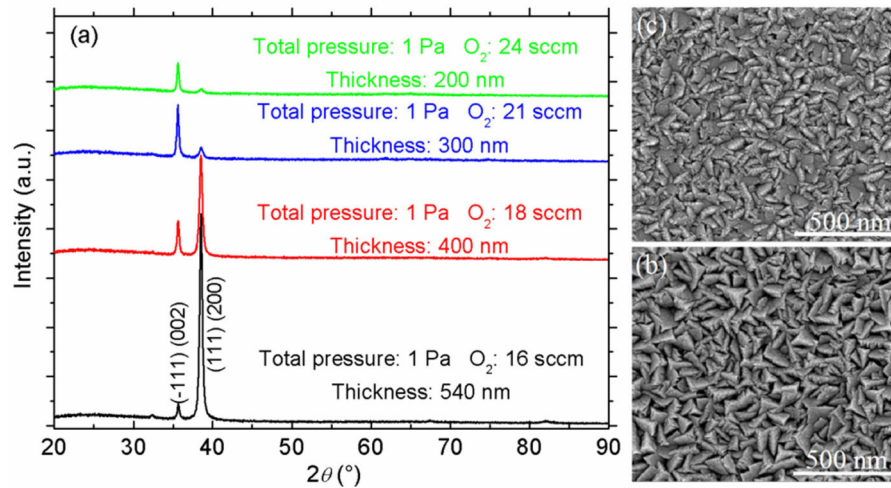 (a)
Total pressure: 1 Pa O₂: 24 sccm
Thickness: 200 nm
Total pressure: 1 Pa O₂: 21 sccm
Thickness: 300 nm
Total pressure: 1 Pa O₂: 18 sccm
Thickness: 400 nm
(-111) (002)
(111) (200)
Total pressure: 1 Pa O₂: 16 sccm
Thickness: 540 nm
Intensity (a.u.)
20 30 40 50 60 70 80 90
2θ (°)
(c)
500 nm
(b)
500 nm